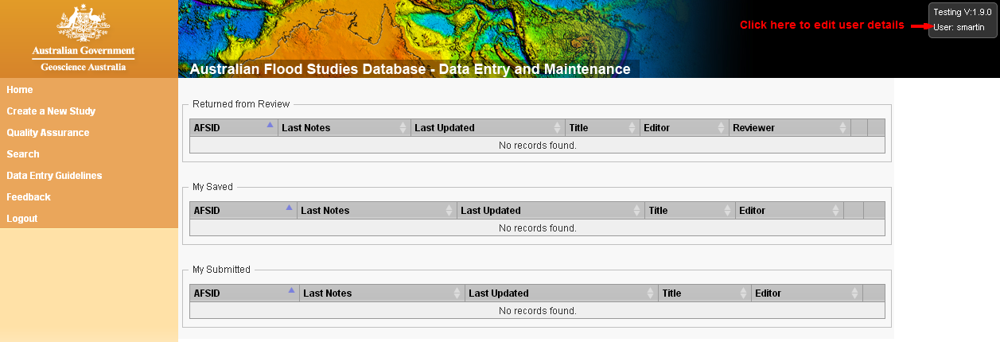 Australian Government
Geoscience Australia
Australian Flood Studies Database - Data Entry and Maintenance
Click here to edit user details
Testing V:1.9.0
User: smartin
Home
Create a New Study
Quality Assurance
Search
Data Entry Guidelines
Feedback
Logout
Returned from Review
AFSID Last Notes Last Updated Title Editor Reviewer
No records found.
My Saved
AFSID Last Notes Last Updated Title Editor
No records found.
My Submitted
AFSID Last Notes Last Updated Title Editor
No records found.